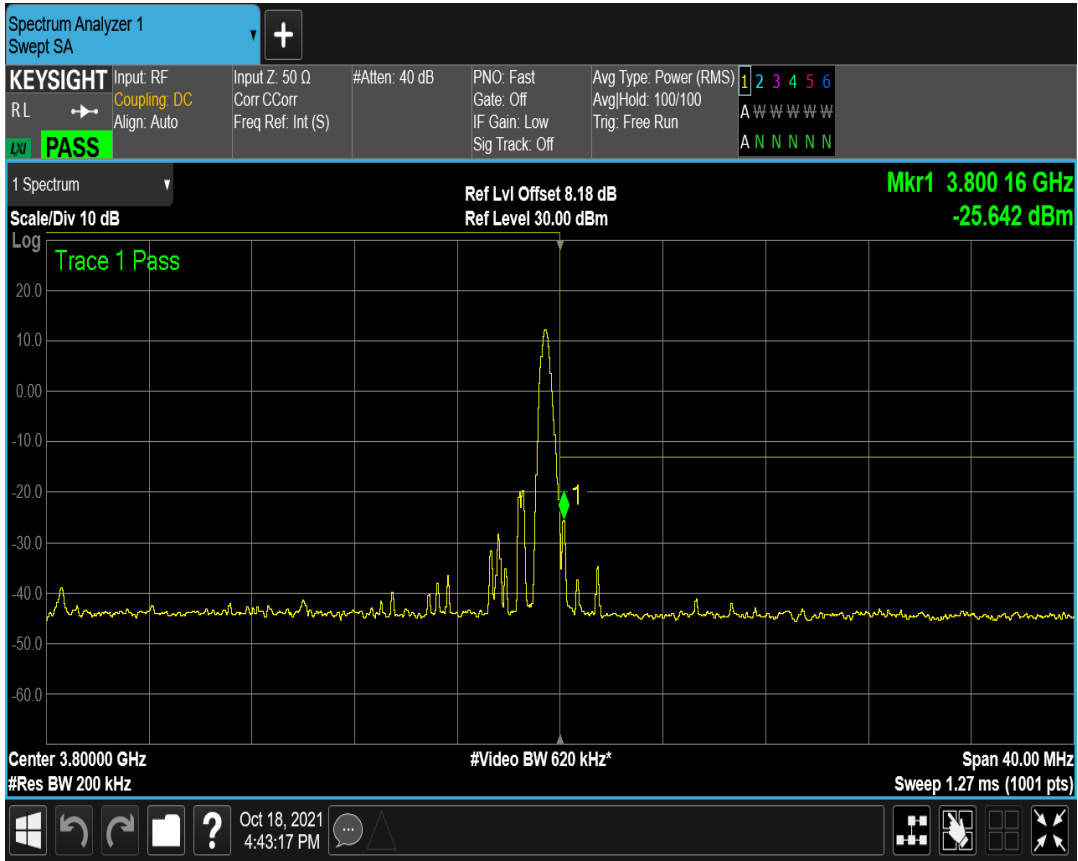 Spectrum Analyzer 1
Swept SA
+
KEYSIGHT
R L
LXI
PASS
Input: RF
Coupling: DC
Align: Auto
Input Z: 50 Ω
Corr CCorr
Freq Ref: Int (S)
#Atten: 40 dB
PNO: Fast
Gate: Off
IF Gain: Low
Sig Track: Off
Avg Type: Power (RMS)
Avg|Hold: 100/100
Trig: Free Run
1 2 3 4 5 6
A W W W W W
A N N N N N
1 Spectrum
Scale/Div 10 dB
Ref Lvl Offset 8.18 dB
Ref Level 30.00 dBm
Mkr1 3.800 16 GHz
-25.642 dBm
Log
Trace 1 Pass
20.0
10.0
0.00
-10.0
-20.0
-30.0
-40.0
-50.0
-60.0
1
Center 3.80000 GHz
#Res BW 200 kHz
#Video BW 620 kHz*
Span 40.00 MHz
Sweep 1.27 ms (1001 pts)
?
Oct 18, 2021
4:43:17 PM